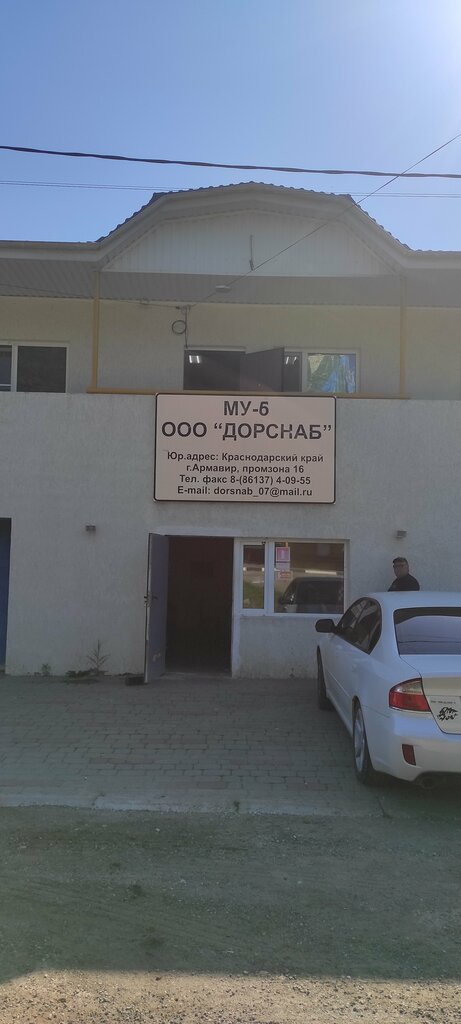 МУ-6
ООО "ДОРСНАБ"
Юр.адрес: Краснодарский край
г.Армавир, промзона 16
Тел. факс 8-(86137) 4-09-55
E-mail: dorsnab_07@mail.ru